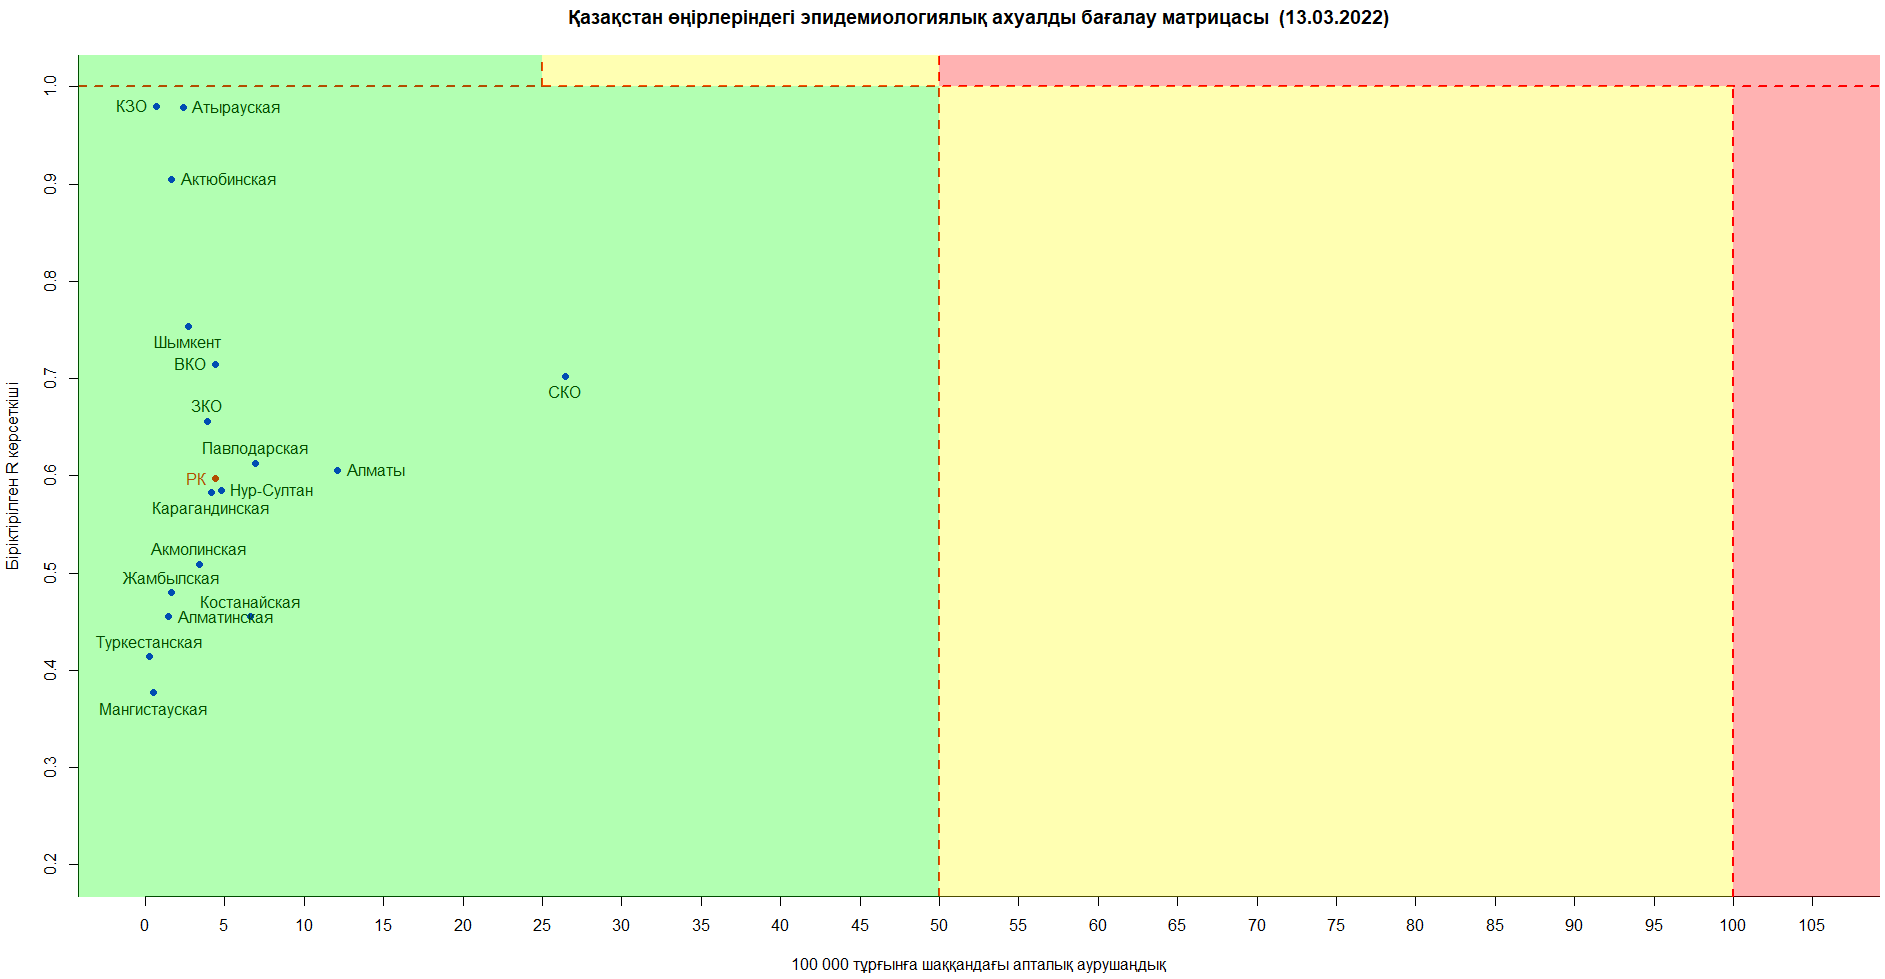 Қазақстан өңірлеріндегі эпидемиологиялық ахуалды бағалау матрицасы (13.03.2022)
Біріктірілген R көрсеткіші
1.0
0.9
0.8
0.7
0.6
0.5
0.4
0.3
0.2
КЗО
Атырауская
Актюбинская
Шымкент
ВКО
СКО
ЗКО
Павлодарская
Алматы
РК
Нур-Султан
Карагандинская
Акмолинская
Жамбылская
Костанайская
Алматинская
Туркестанская
Мангистауская
0 5 10 15 20 25 30 35 40 45 50 55 60 65 70 75 80 85 90 95 100 105
100 000 тұрғынға шаққандағы апталық аурушаңдық